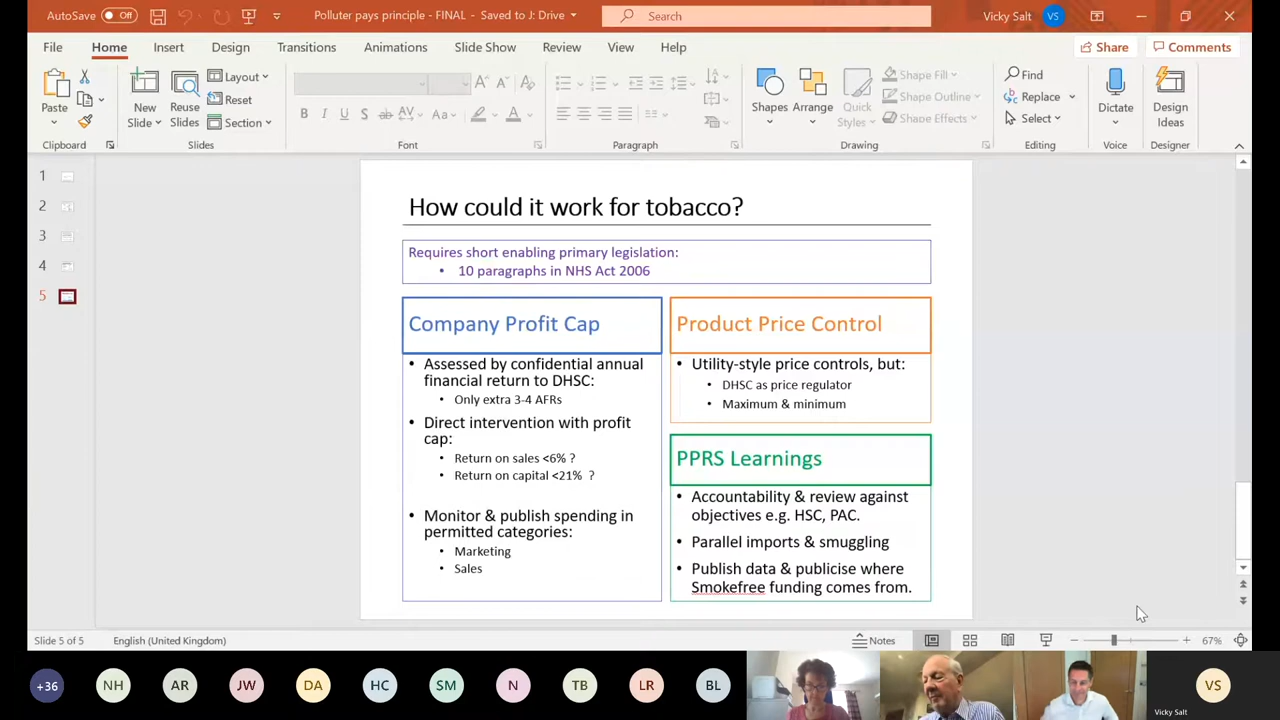 AutoSave Off
Polluter pays principle - FINAL - Saved to J: Drive
Search
Vicky Salt VS
File Home Insert Design Transitions Animations Slide Show Review View Help
Share Comments
Paste
New Slide
Reuse Slides
Layout
Reset
Section
B I U S ab AV Aa A
Shapes
Arrange
Quick Styles
Shape Fill
Shape Outline
Shape Effects
Find
Replace
Select
Dictate
Design Ideas
Clipboard Slides Font Paragraph Drawing Editing Voice Designer
1
2
3
4
5
How could it work for tobacco?
Requires short enabling primary legislation:
• 10 paragraphs in NHS Act 2006
Company Profit Cap
• Assessed by confidential annual
financial return to DHSC:
• Only extra 3-4 AFRs
• Direct intervention with profit
cap:
• Return on sales <6% ?
• Return on capital <21% ?
• Monitor & publish spending in
permitted categories:
• Marketing
• Sales
Product Price Control
• Utility-style price controls, but:
• DHSC as price regulator
• Maximum & minimum
PPRS Learnings
• Accountability & review against
objectives e.g. HSC, PAC.
• Parallel imports & smuggling
• Publish data & publicise where
Smokefree funding comes from.
Slide 5 of 5 English (United Kingdom) Notes 67%
+36 NH AR JW DA HC SM N TB LR BL VS
Vicky Salt